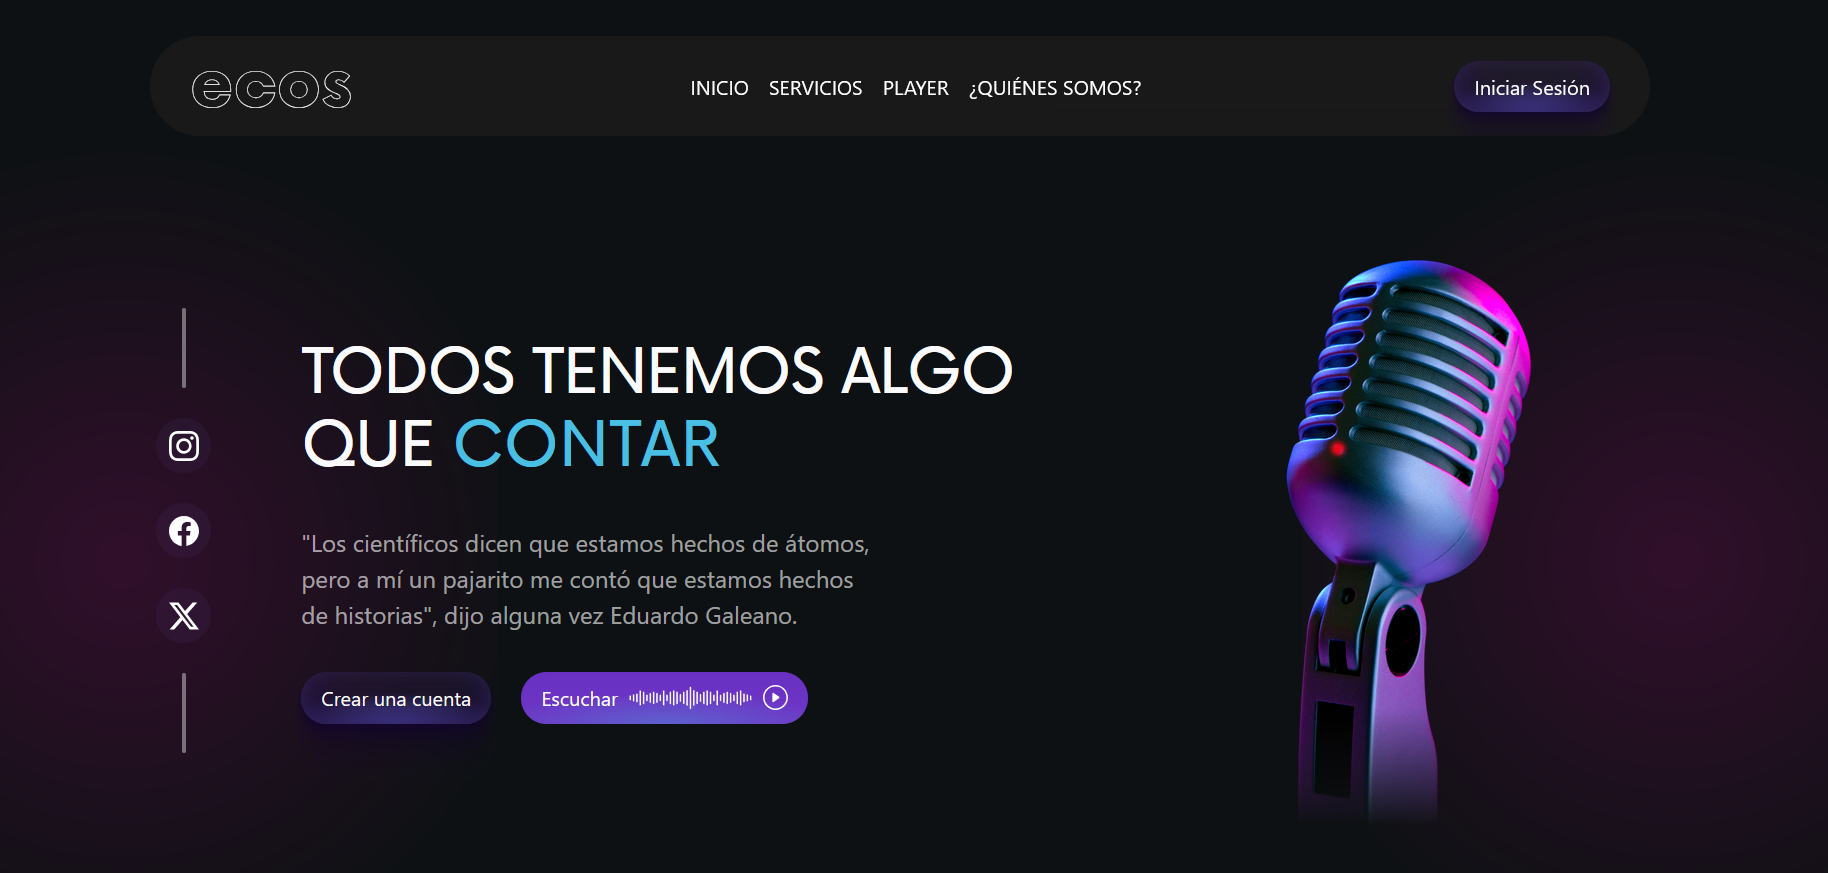 ecos
INICIO SERVICIOS PLAYER ¿QUIÉNES SOMOS?
Iniciar Sesión
TODOS TENEMOS ALGO
QUE CONTAR
"Los científicos dicen que estamos hechos de átomos,
pero a mí un pajarito me contó que estamos hechos
de historias", dijo alguna vez Eduardo Galeano.
Crear una cuenta
Escuchar